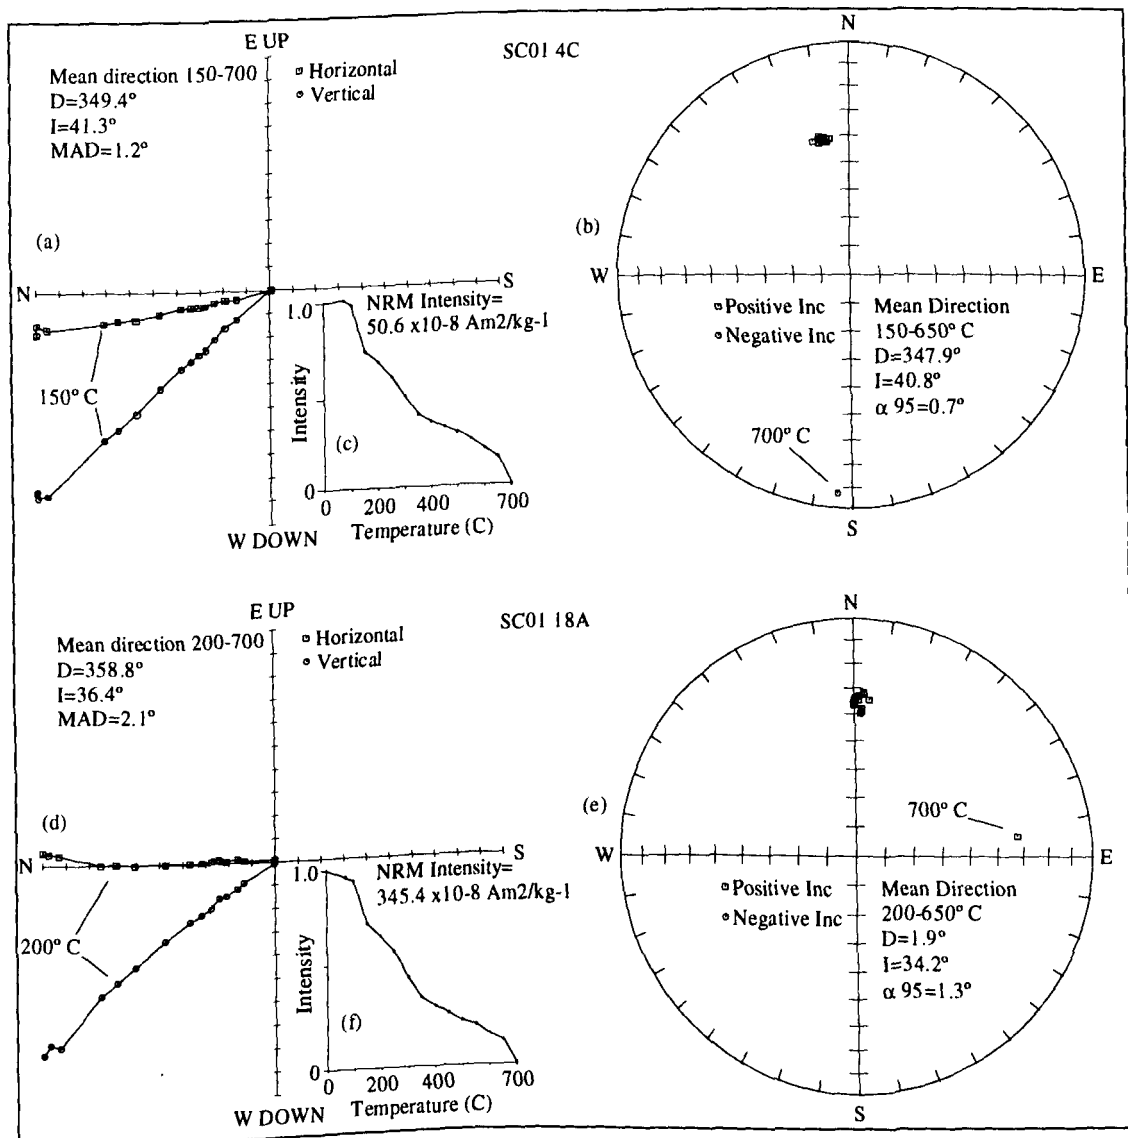 E UP
SC01 4C
N
Mean direction 150-700
D=349.4°
I=41.3°
MAD=1.2°
Horizontal
Vertical
(a)
(b)
N
S
W
E
150° C
1.0
NRM Intensity=
50.6 x10-8 Am2/kg-1
Intensity
(c)
0
0
200
400
700
Temperature (C)
W DOWN
Positive Inc
Negative Inc
Mean Direction
150-650° C
D=347.9°
I=40.8°
α 95=0.7°
700° C
S
E UP
SC01 18A
N
Mean direction 200-700
D=358.8°
I=36.4°
MAD=2.1°
Horizontal
Vertical
(d)
(e)
700° C
N
S
W
E
200° C
1.0
NRM Intensity=
345.4 x10-8 Am2/kg-1
Intensity
(f)
0
0
200
400
700
Temperature (C)
W DOWN
Positive Inc
Negative Inc
Mean Direction
200-650° C
D=1.9°
I=34.2°
α 95=1.3°
S